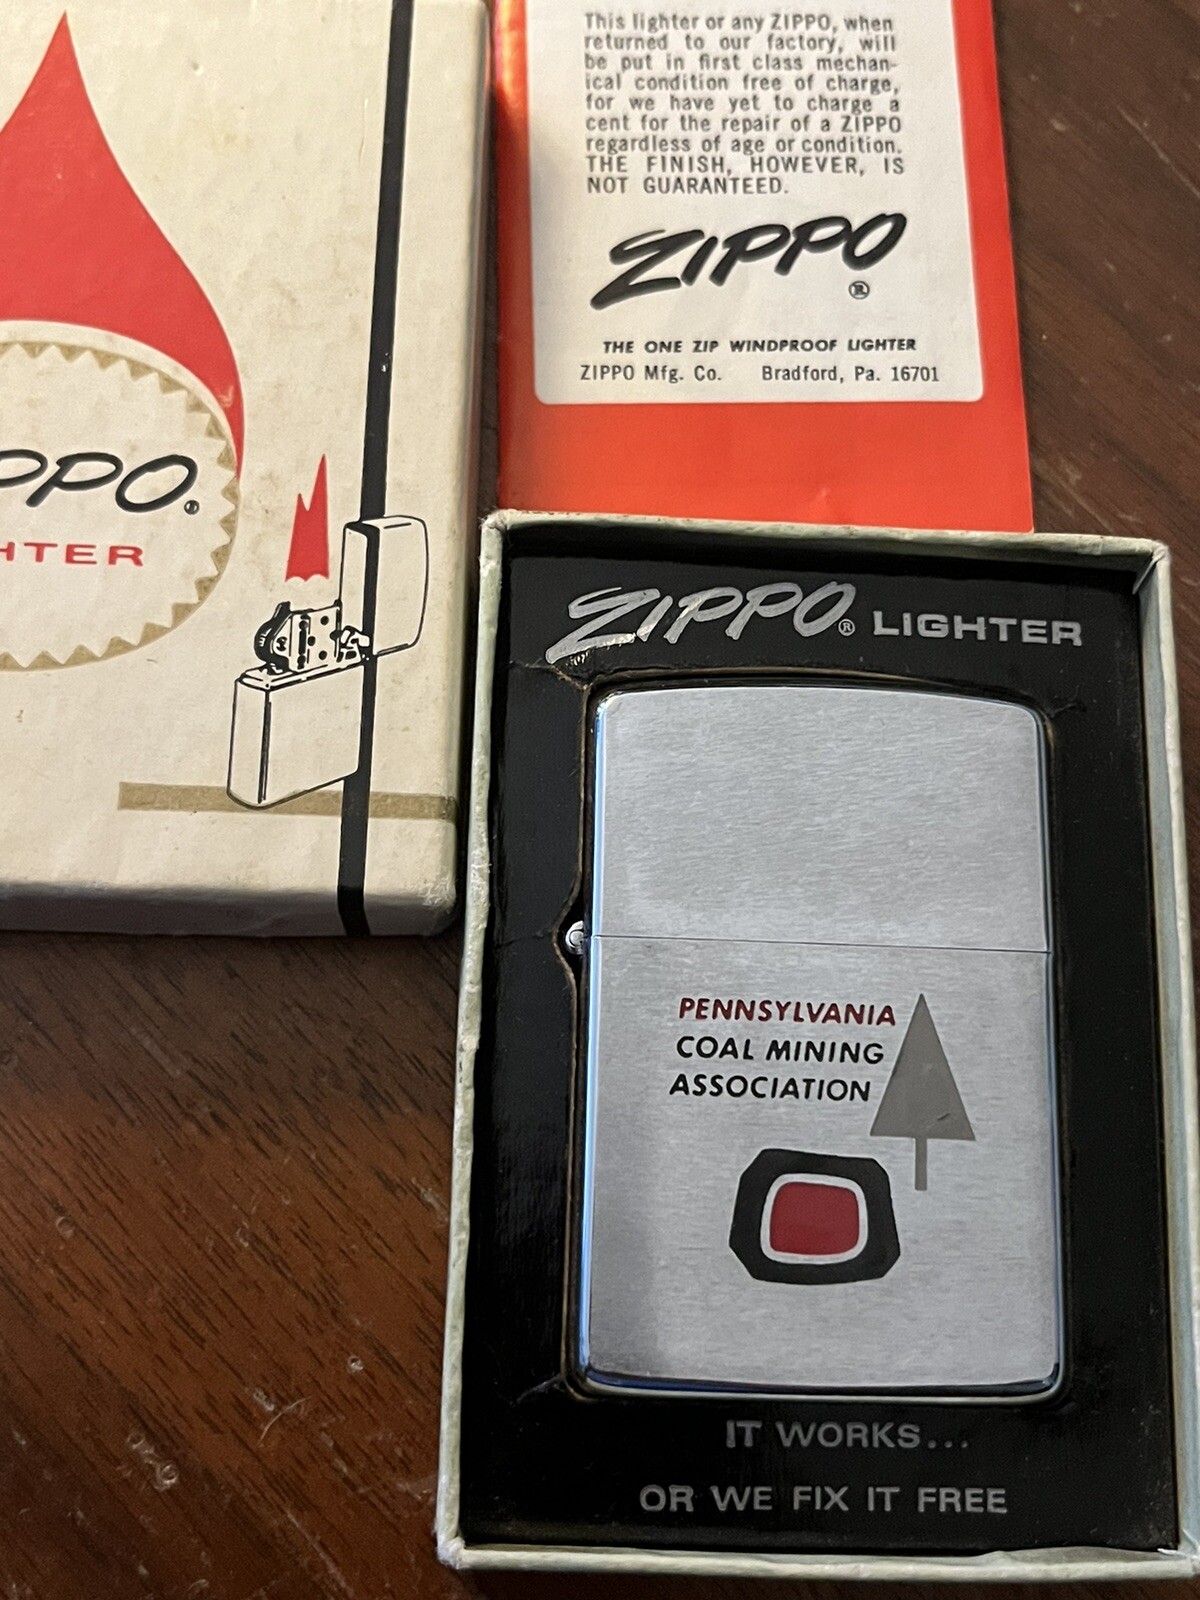 This lighter or any ZIPPO, when
returned to our factory, will
be put in first class mechan-
ical condition free of charge,
for we have yet to charge a
cent for the repair of a ZIPPO
regardless of age or condition.
THE FINISH, HOWEVER, IS
NOT GUARANTEED.
ZIPPO
®
THE ONE ZIP WINDPROOF LIGHTER
ZIPPO Mfg. Co. Bradford, Pa. 16701
PPO®
HTER
ZIPPO® LIGHTER
PENNSYLVANIA
COAL MINING
ASSOCIATION
IT WORKS...
OR WE FIX IT FREE